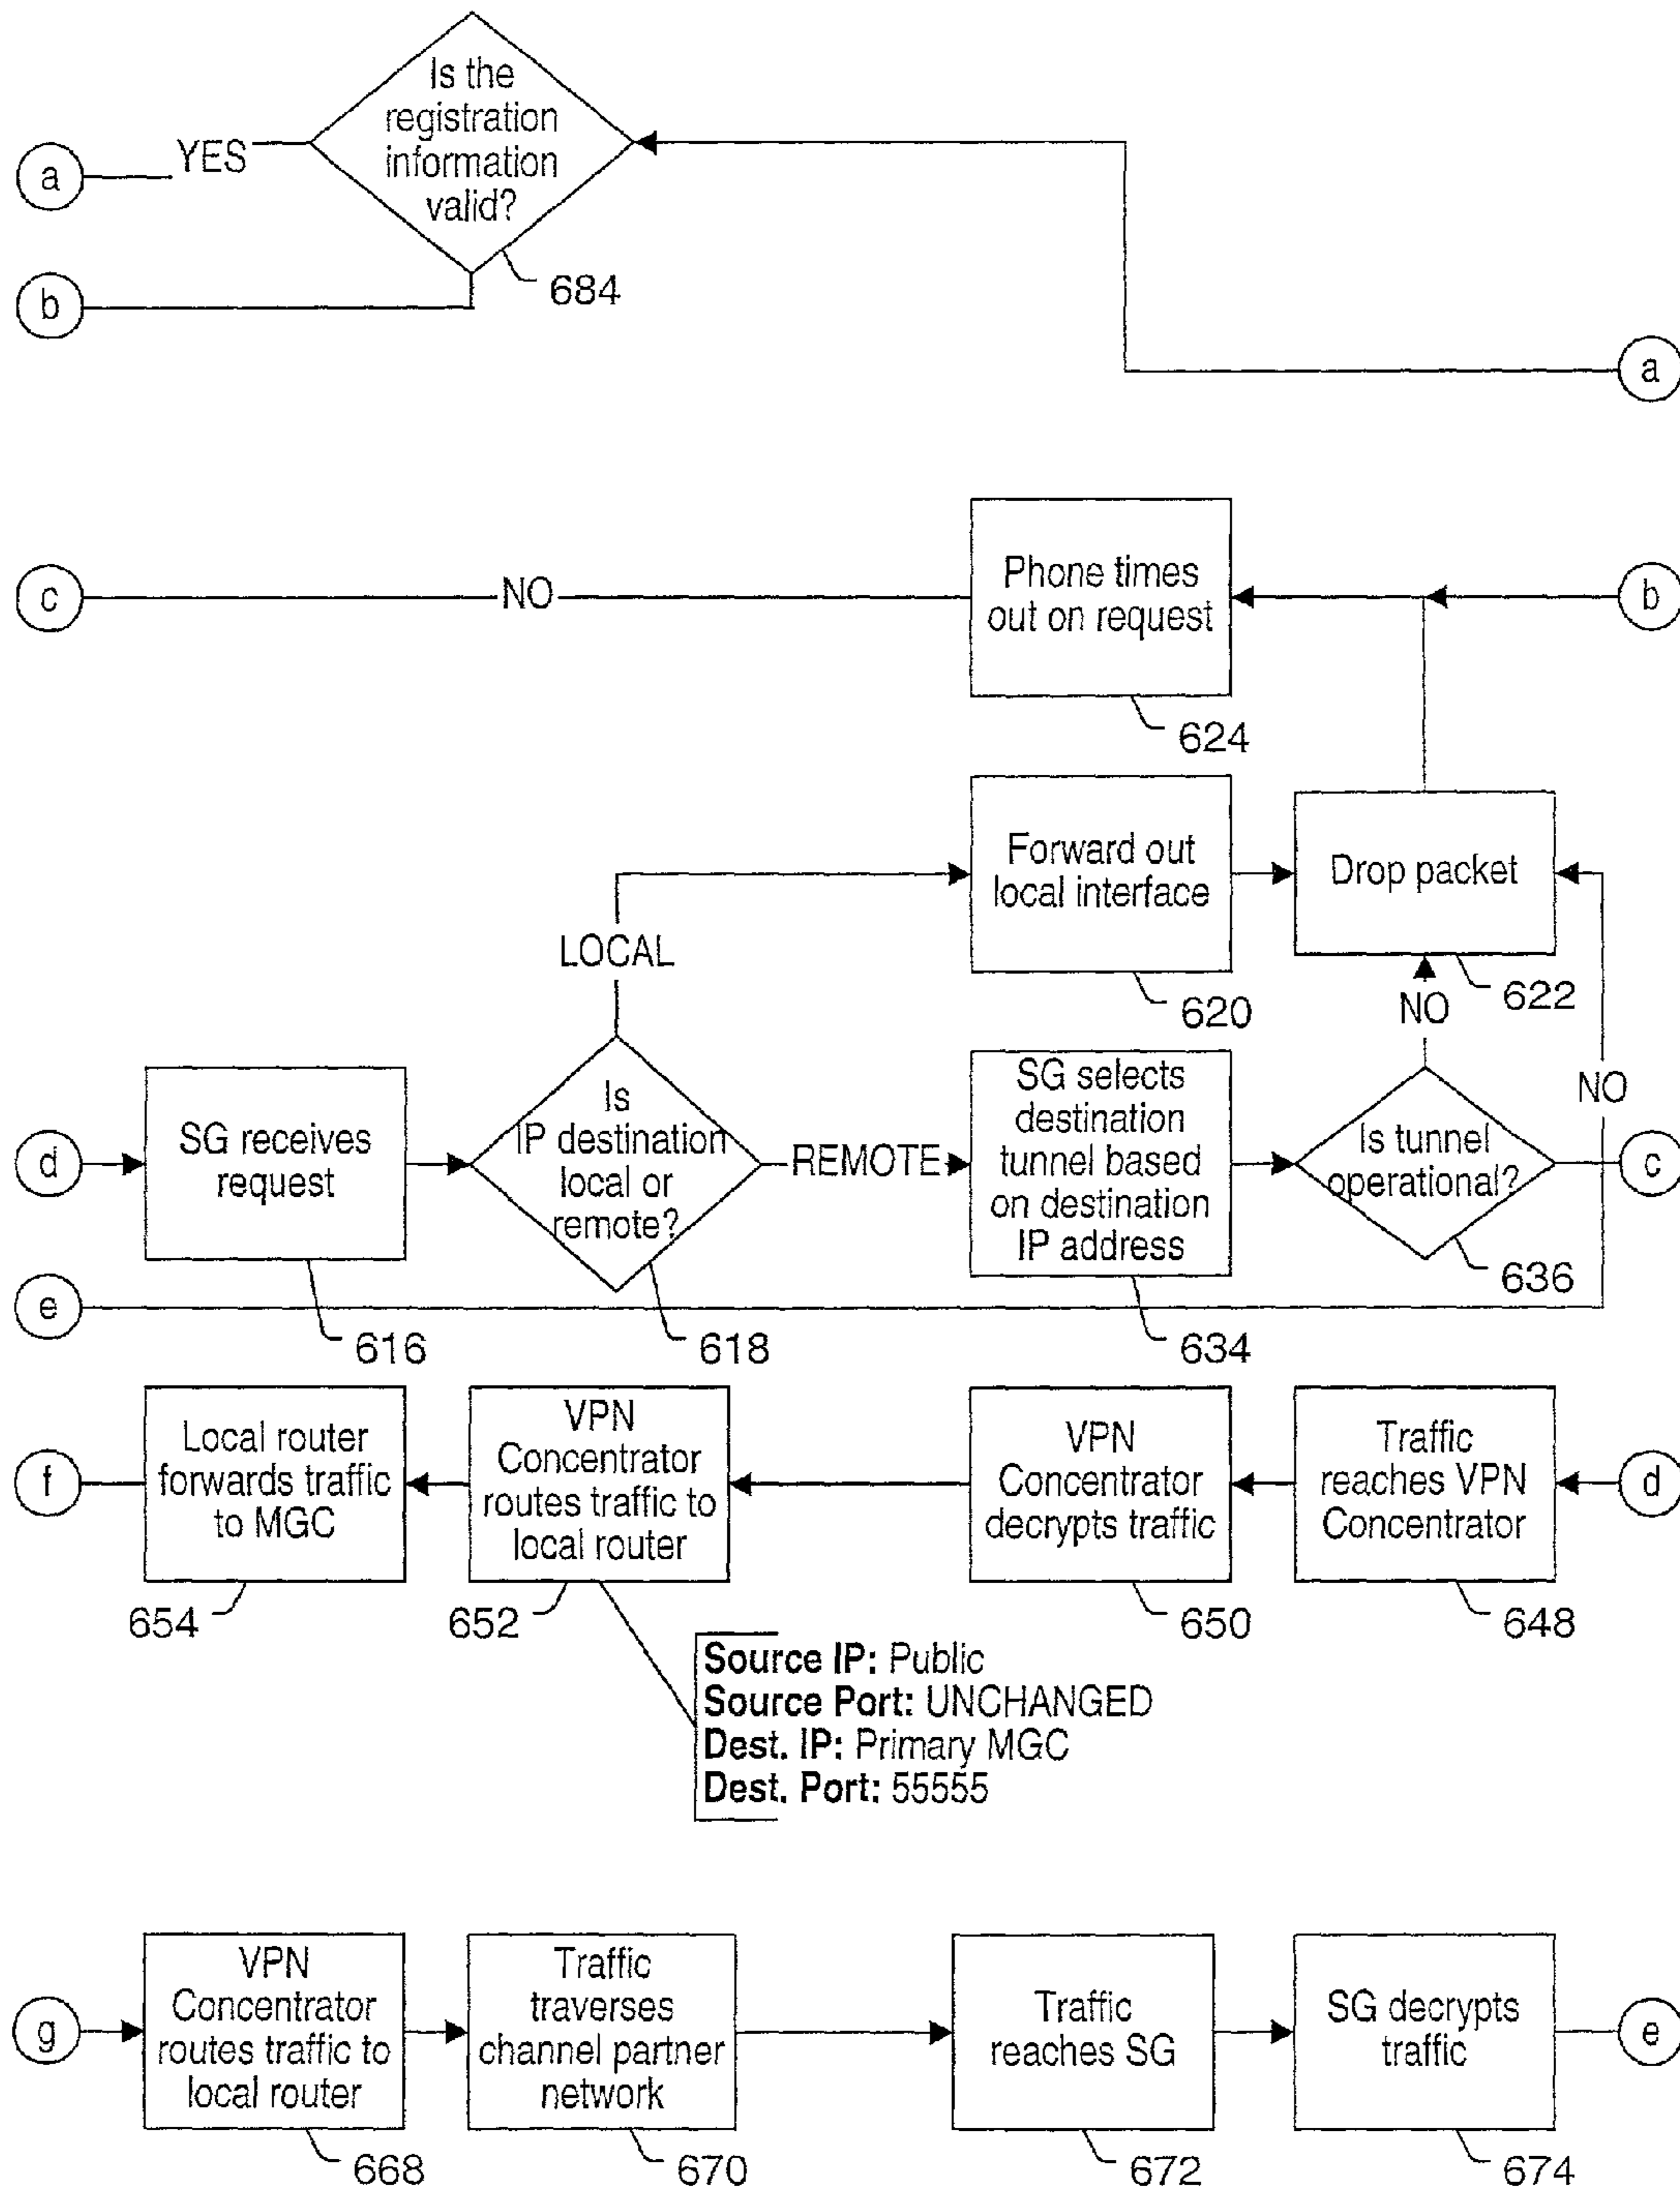 Is the
registration
information
valid?
YES
a
684
b
a
c
NO
Phone times
out on request
b
624
Forward out
local interface
Drop packet
LOCAL
620
NO
622
NO
d
SG receives
request
Is
IP destination
local or
remote?
REMOTE
SG selects
destination
tunnel based
on destination
IP address
Is tunnel
operational?
c
636
e
616
618
634
f
Local router
forwards traffic
to MGC
VPN
Concentrator
routes traffic to
local router
VPN
Concentrator
decrypts traffic
Traffic
reaches VPN
Concentrator
d
654
652
650
648
Source IP: Public
Source Port: UNCHANGED
Dest. IP: Primary MGC
Dest. Port: 55555
g
VPN
Concentrator
routes traffic to
local router
Traffic
traverses
channel partner
network
Traffic
reaches SG
SG decrypts
traffic
e
668
670
672
674